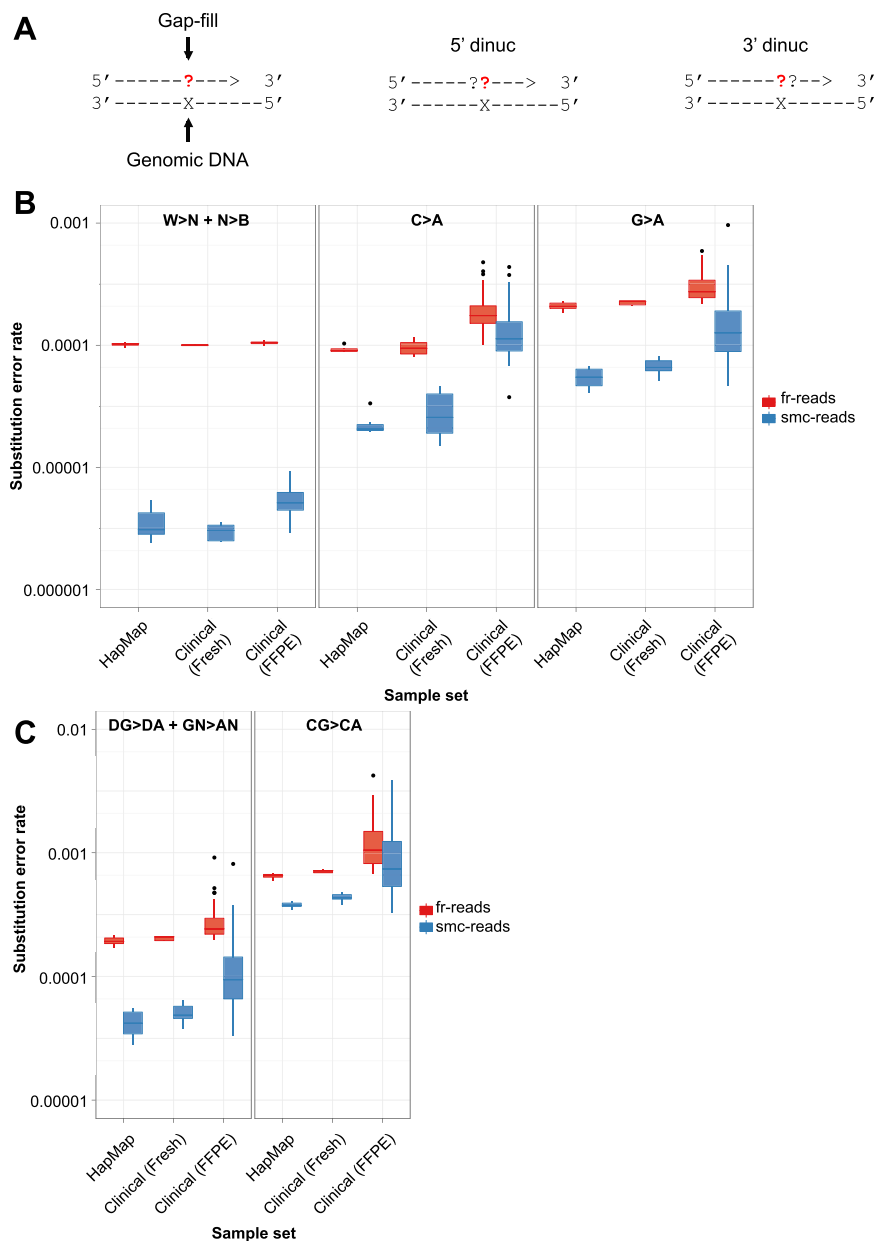 A
Gap-fill
5′ ------?---> 3′
3′ ------X------5′
Genomic DNA
5′ dinuc
5′ -----??---> 3′
3′ ------X------5′
3′ dinuc
5′ ------??--> 3′
3′ ------X------5′
B
Substitution error rate
0.001
0.0001
0.00001
0.000001
W>N + N>B
C>A
G>A
HapMap
Clinical (Fresh)
Clinical (FFPE)
HapMap
Clinical (Fresh)
Clinical (FFPE)
HapMap
Clinical (Fresh)
Clinical (FFPE)
Sample set
fr-reads
smc-reads
C
Substitution error rate
0.01
0.001
0.0001
0.00001
DG>DA + GN>AN
CG>CA
HapMap
Clinical (Fresh)
Clinical (FFPE)
HapMap
Clinical (Fresh)
Clinical (FFPE)
Sample set
fr-reads
smc-reads